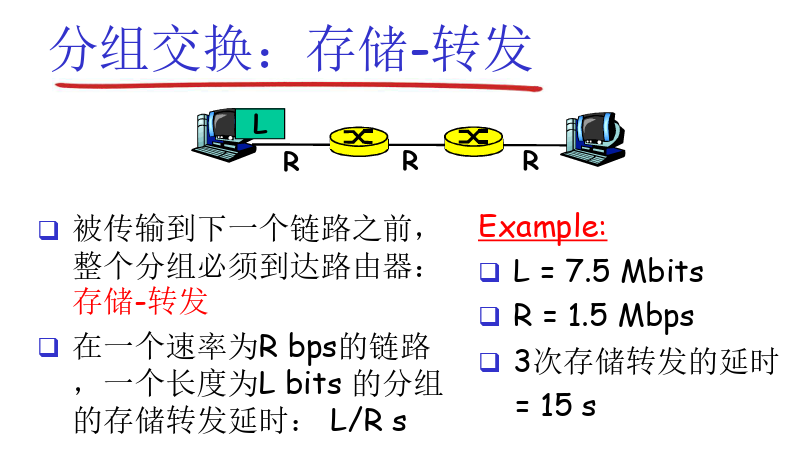 分组交换：存储-转发
L
R
R
R
被传输到下一个链路之前，
整个分组必须到达路由器：
存储-转发
在一个速率为R bps的链路
，一个长度为L bits 的分组
的存储转发延时： L/R s
Example:
L = 7.5 Mbits
R = 1.5 Mbps
3次存储转发的延时
= 15 s